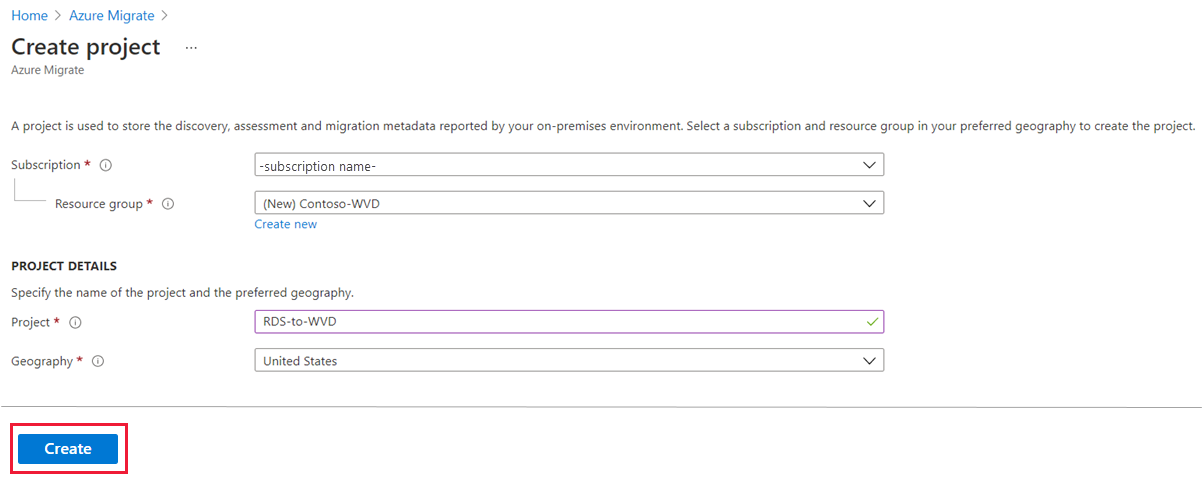 Home > Azure Migrate >
Create project ...
Azure Migrate
A project is used to store the discovery, assessment and migration metadata reported by your on-premises environment. Select a subscription and resource group in your preferred geography to create the project.
Subscription * -subscription name-
Resource group * (New) Contoso-WVD
Create new
PROJECT DETAILS
Specify the name of the project and the preferred geography.
Project * RDS-to-WVD
Geography * United States
Create